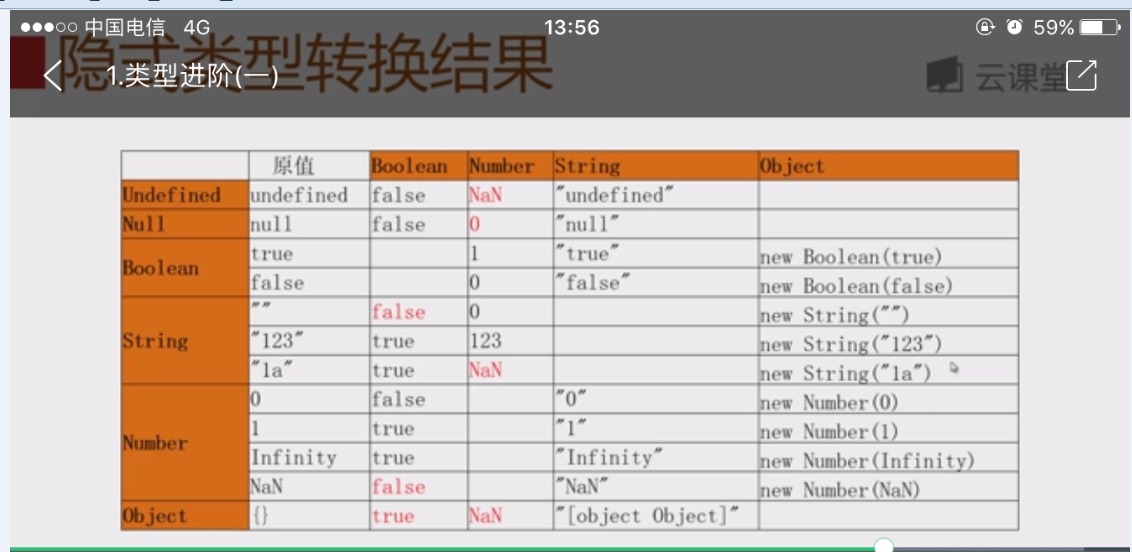 中国电信 4G 13:56 59%
隐式类型转换结果
1.类型进阶(一)
云课堂
原值 Boolean Number String Object
Undefined undefined false NaN "undefined"
Null null false 0 "null"
Boolean true 1 "true" new Boolean(true)
false 0 "false" new Boolean(false)
String "" false 0 new String("")
"123" true 123 new String("123")
"1a" true NaN new String("1a")
Number 0 false "0" new Number(0)
1 true "1" new Number(1)
Infinity true "Infinity" new Number(Infinity)
NaN false "NaN" new Number(NaN)
Object {} true NaN "[object Object]"